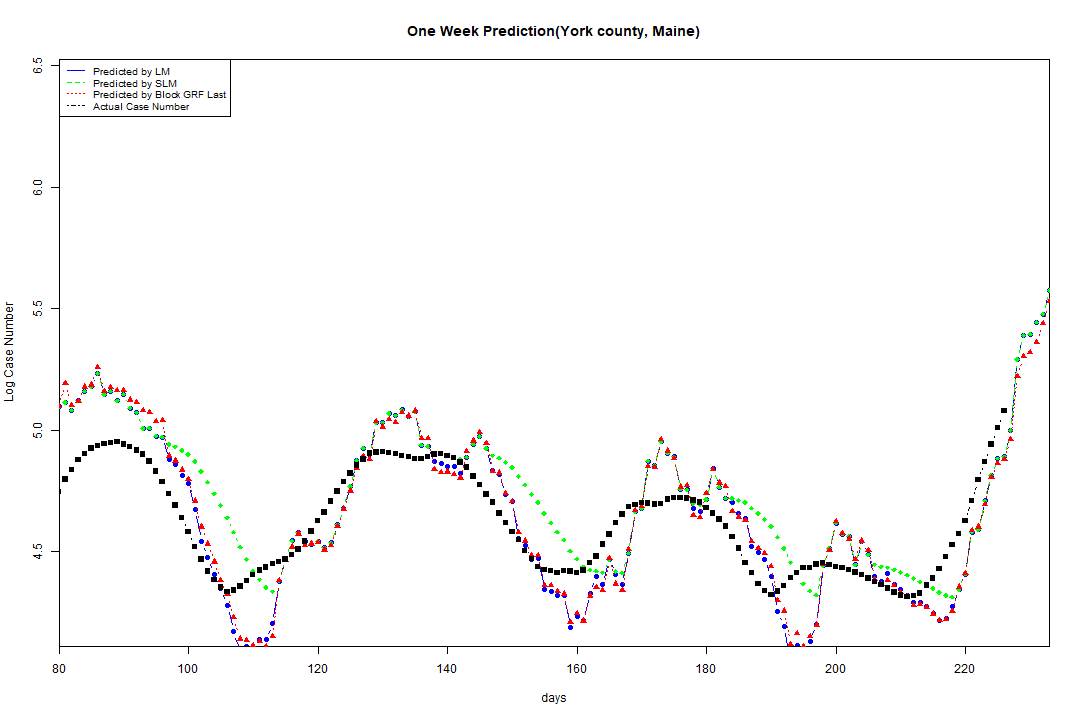 One Week Prediction(York county, Maine)
Predicted by LM
Predicted by SLM
Predicted by Block GRF Last
Actual Case Number
Log Case Number
6.5
6.0
5.5
5.0
4.5
80 100 120 140 160 180 200 220
days